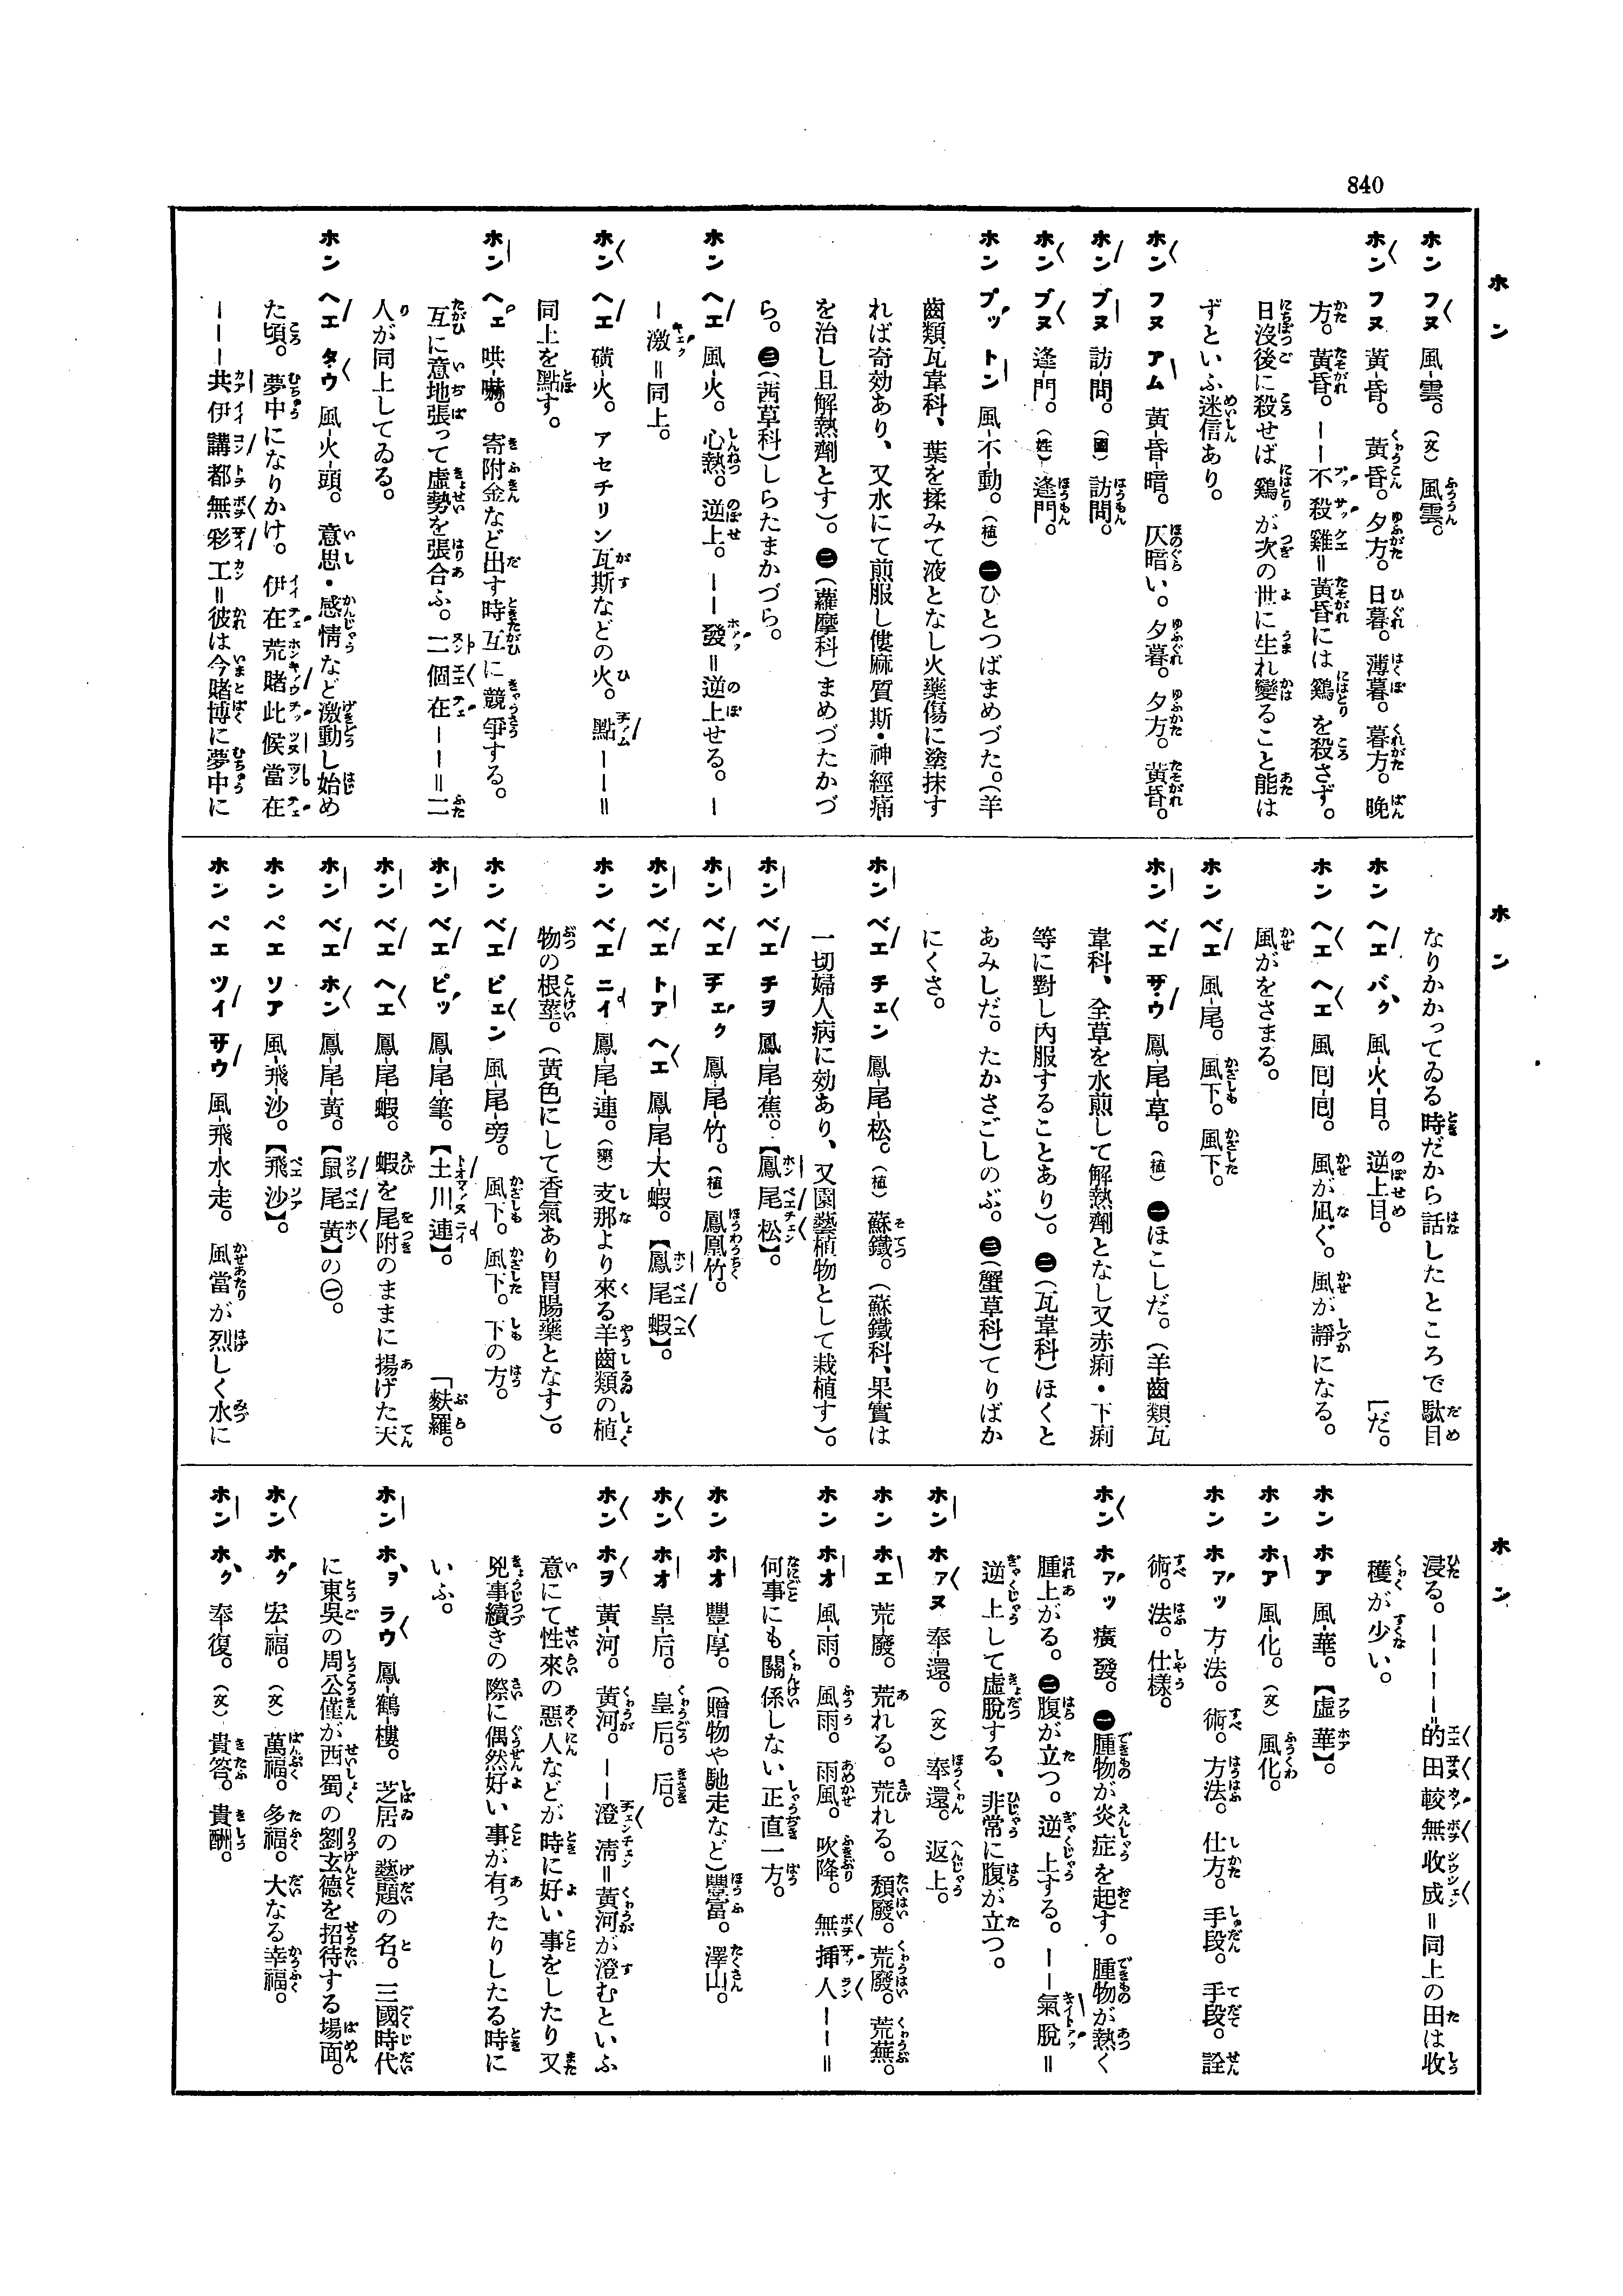 840
ホン
ホン フヌ 風-雲。（文）風雲。
ホン フヌ 黃-昏。黃昏。夕方。日暮。薄暮。暮方。晚
方。黃昏。——不殺雞＝黃昏には鷄を殺さず。
日沒後に殺せば鷄が次の世に生れ變ること能は
ずといふ迷信あり。
ホン フヌ アム 黃-昏-暗。仄暗い。夕暮。夕方。黃昏。
ホン ブヌ 訪-問。（國）訪問。
ホン ブヌ 逢-門。（姓）逢門。
ホン プッ トン 風-不-動。（植）㊀ひとつばまめづた。（羊
齒類瓦韋科、葉を揉みて液となし火藥傷に塗抹す
れば奇効あり、又水にて煎服し僂麻質斯・神經痛
を治し且解熱劑とす）。㊁（蘿摩科）まめづたかづ
ら。㊂（茜草科）しらたまかづら。
ホン ヘエ 風-火。心熱。逆上。——發＝逆上せる。—
—激＝同上。
ホン ヘエ 磺-火。アセチリン瓦斯などの火。點——＝
同上を點す。
ホン ヘェ 哄-嚇。寄附金など出す時互に競爭する。
互に意地張って虛勢を張合ふ。二個在——＝二
人が同上してゐる。
ホン ヘエ タウ 風-火-頭。意思・感情など激動し始め
た頃。夢中になりかけ。伊在荒賭此候當在
———共伊講都無彩工＝彼は今賭博に夢中に
ホン
なりかかってゐる時だから話したところで駄目
［だ。
ホン ヘエ バク 風-火-目。逆上目。
ホン ヘエ ヘエ 風囘-囘。風が凪ぐ。風が靜になる。
風がをさまる。
ホン ベエ 風-尾。風下。風下。
ホン ベエ サウ 鳳-尾-草。（植）㊀ほこしだ。（羊齒類瓦
韋科、全草を水煎して解熱劑となし又赤痢・下痢
等に對し內服することあり）。㊁（瓦韋科）ほくと
あみしだ。たかさごしのぶ。㊂（蟹草科）てりばか
にくさ。
ホン ベエ チェン 鳳-尾-松。（植）蘇鐵。（蘇鐵科、果實は
一切婦人病に効あり、又園藝植物として栽植す）。
ホン ベエ チヲ 鳳-尾-蕉。【鳳尾松】。
ホン ベエ チェク 鳳-尾-竹。（植）鳳凰竹。
ホン ベエ トア ヘエ 鳳-尾-大-蝦。【鳳尾蝦】。
ホン ベエ ニイ 鳳-尾-連。（藥）支那より來る羊齒類の植
物の根莖。（黃色にして香氣あり胃腸藥となす）。
ホン ベエ ピェン 風-尾-旁。風下。風下。下の方。
ホン ベエ ピッ 鳳-尾-筆。【土川連】。
「麩羅。
ホン ベエ ヘエ 鳳-尾-蝦。蝦を尾附のままに揚げた天
ホン ベエ ホン 鳳-尾-黃。【鼠尾黃】の㊀。
ホン ペエ ソア 風-飛-沙。【飛沙】。
ホン ペエ ツイ サウ 風-飛-水-走。風當が烈しく水に
ホン
浸る。————＝的田較無收成＝同上の田は收
穫が少い。
ホン ホア 風-華。【虛華】。
ホン ホア 風-化。（文）風化。
ホン ホァッ 方-法。術。方法。仕方。手段。手段。詮
術。法。仕樣。
ホン ホァッ 癀發。㊀腫物が炎症を起す。腫物が熱く
腫上がる。㊁腹が立つ。逆上する。——氣脫＝
逆上して虛脫する、非常に腹が立つ。
ホン ホァヌ 奉-還。（文）奉還。返上。
ホン ホエ 荒-廢。荒れる。荒れる。頹廢。荒廢。荒蕪。
ホン ホオ 風-雨。風雨。雨風。吹降。無揷人——＝
何事にも關係しない正直一方。
ホン ホオ 豐-厚。（贈物や馳走など）豐富。澤山。
ホン ホオ 皇-后。皇后。后。
ホン ホヲ 黃-河。黃河。——澄淸＝黃河が澄むといふ
意にて性來の惡人などが時に好い事をしたり又
兇事續きの際に偶然好い事が有ったりしたる時に
いふ。
ホン ホヲ ラウ 鳳-鶴-樓。芝居の藝題の名。三國時代
に東吳の周公僅が西蜀の劉玄德を招待する場面。
ホン ホク 宏-福。（文）萬福。多福。大なる幸福。
ホン ホク 奉-復。（文）貴答。貴酬。